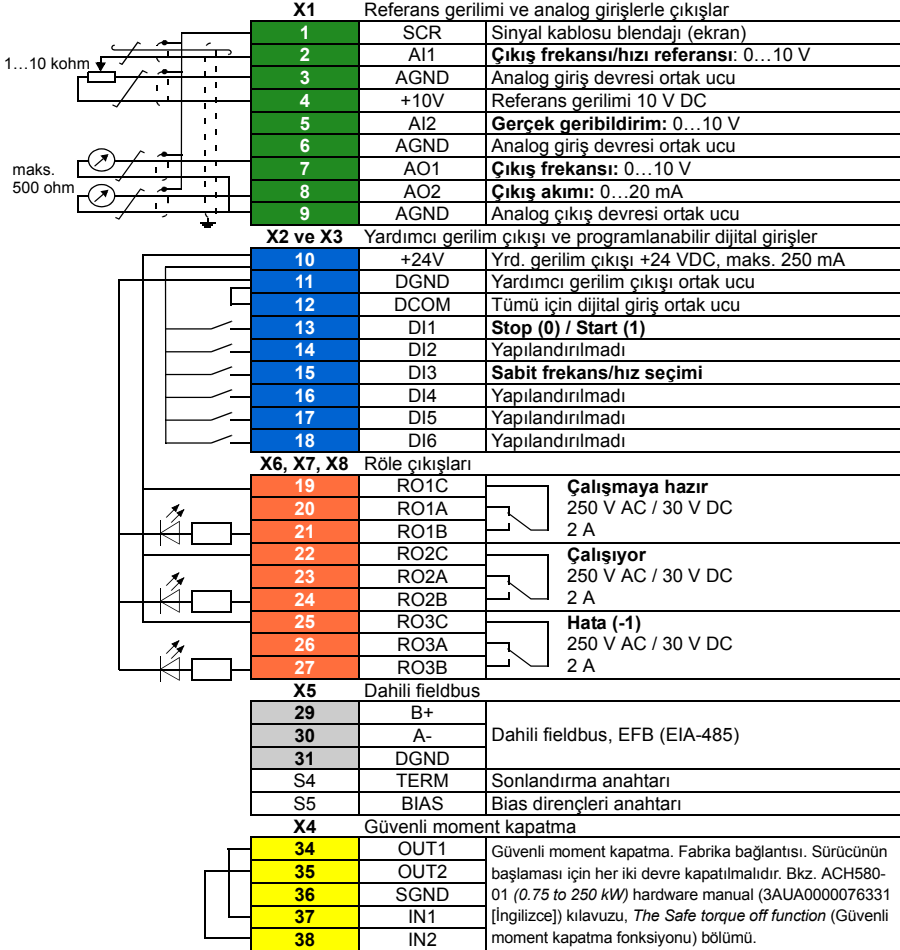 X1 Referans gerilimi ve analog girişlerle çıkışlar
1 SCR Sinyal kablosu blendajı (ekran)
2 AI1 Çıkış frekansı/hızı referansı: 0…10 V
1…10 kohm
3 AGND Analog giriş devresi ortak ucu
4 +10V Referans gerilimi 10 V DC
5 AI2 Gerçek geribildirim: 0…10 V
6 AGND Analog giriş devresi ortak ucu
7 AO1 Çıkış frekansı: 0…10 V
maks.
500 ohm
8 AO2 Çıkış akımı: 0…20 mA
9 AGND Analog çıkış devresi ortak ucu
X2 ve X3 Yardımcı gerilim çıkışı ve programlanabilir dijital girişler
10 +24V Yrd. gerilim çıkışı +24 VDC, maks. 250 mA
11 DGND Yardımcı gerilim çıkışı ortak ucu
12 DCOM Tümü için dijital giriş ortak ucu
13 DI1 Stop (0) / Start (1)
14 DI2 Yapılandırılmadı
15 DI3 Sabit frekans/hız seçimi
16 DI4 Yapılandırılmadı
17 DI5 Yapılandırılmadı
18 DI6 Yapılandırılmadı
X6, X7, X8 Röle çıkışları
19 RO1C Çalışmaya hazır
20 RO1A 250 V AC / 30 V DC
21 RO1B 2 A
22 RO2C Çalışıyor
23 RO2A 250 V AC / 30 V DC
24 RO2B 2 A
25 RO3C Hata (-1)
26 RO3A 250 V AC / 30 V DC
27 RO3B 2 A
X5 Dahili fieldbus
29 B+
30 A- Dahili fieldbus, EFB (EIA-485)
31 DGND
S4 TERM Sonlandırma anahtarı
S5 BIAS Bias dirençleri anahtarı
X4 Güvenli moment kapatma
34 OUT1 Güvenli moment kapatma. Fabrika bağlantısı. Sürücünün
35 OUT2 başlaması için her iki devre kapatılmalıdır. Bkz. ACH580-
36 SGND 01 (0.75 to 250 kW) hardware manual (3AUA0000076331
37 IN1 [İngilizce]) kılavuzu, The Safe torque off function (Güvenli
38 IN2 moment kapatma fonksiyonu) bölümü.